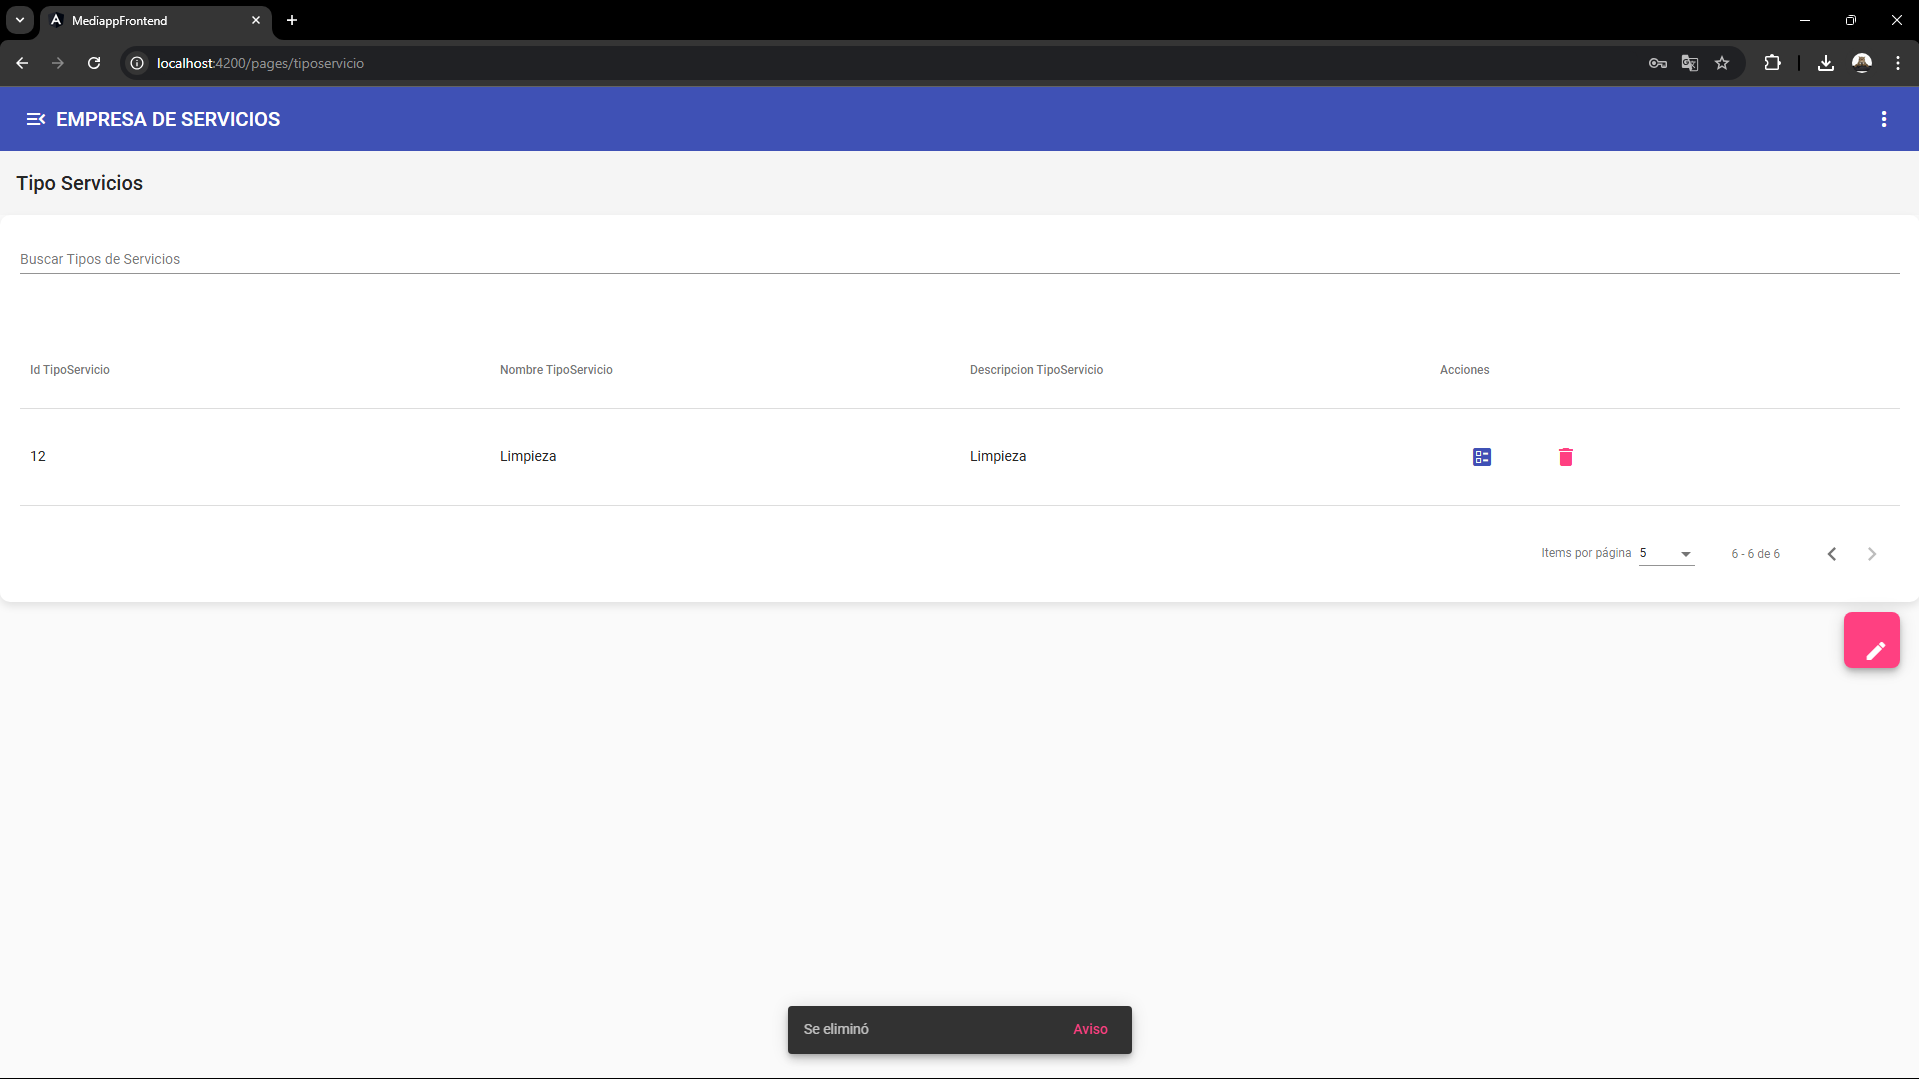 MediappFrontend
localhost:4200/pages/tiposervicio
EMPRESA DE SERVICIOS
Tipo Servicios
Buscar Tipos de Servicios
Id TipoServicio Nombre TipoServicio Descripcion TipoServicio Acciones
12 Limpieza Limpieza
Items por página 5 6 - 6 de 6
Se eliminó Aviso